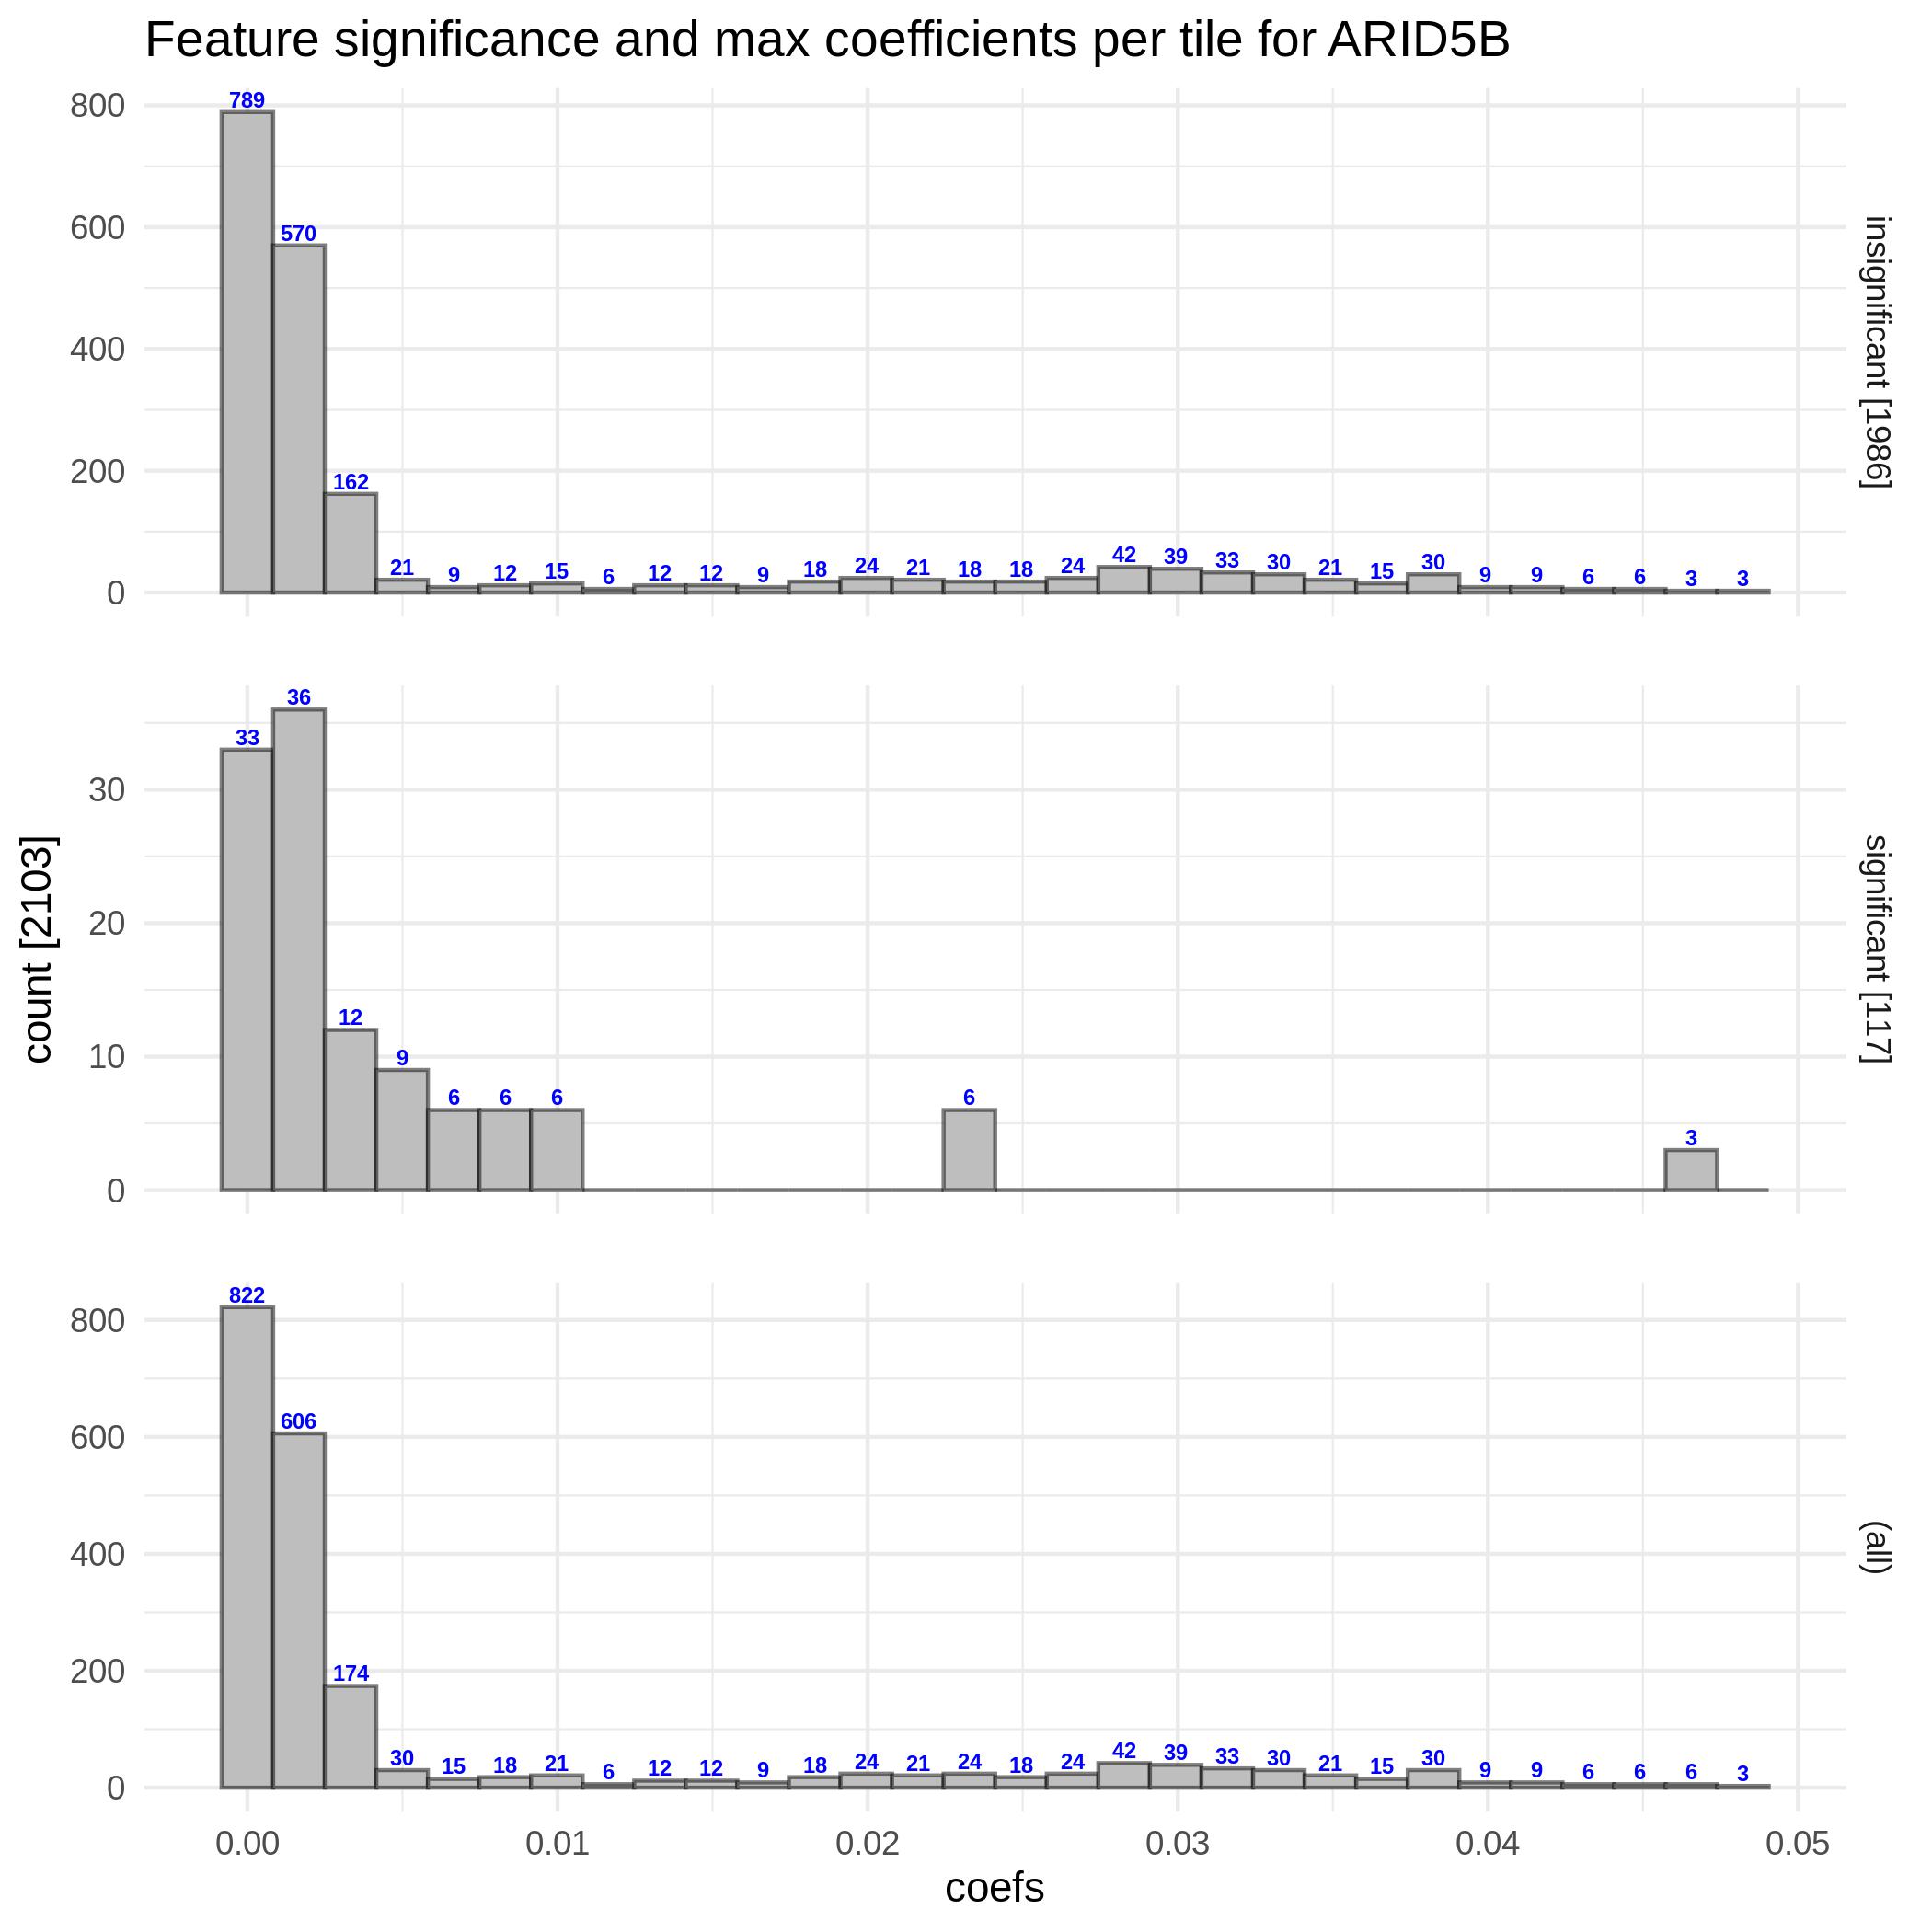 Feature significance and max coefficients per tile for ARID5B
count [2103]
800
600
400
200
0
789 570 162 21 9 12 15 6 12 12 9 18 24 21 18 18 24 42 39 33 30 21 15 30 9 9 6 6 3 3
insignificant [1986]
30
20
10
0
33 36 12 9 6 6 6 6 3
significant [117]
800
600
400
200
0
822 606 174 30 15 18 21 6 12 12 9 18 24 21 24 18 24 42 39 33 30 21 15 30 9 9 6 6 6 3
(all)
0.00 0.01 0.02 0.03 0.04 0.05
coefs